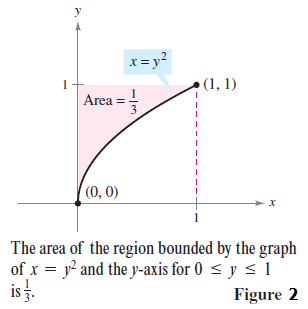 y
x = y²
1
(1, 1)
Area = 1/3
(0, 0)
x
1
The area of the region bounded by the graph
of x = y² and the y-axis for 0 ≤ y ≤ 1
is 1/3.
Figure 2